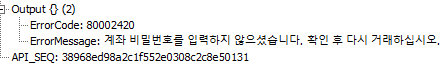 Output {} (2)
ErrorCode: 80002420
ErrorMessage: 계좌 비밀번호를 입력하지 않으셨습니다. 확인 후 다시 거래하십시오.
API_SEQ: 38968ed98a2c1f552e0308c2c8e50131